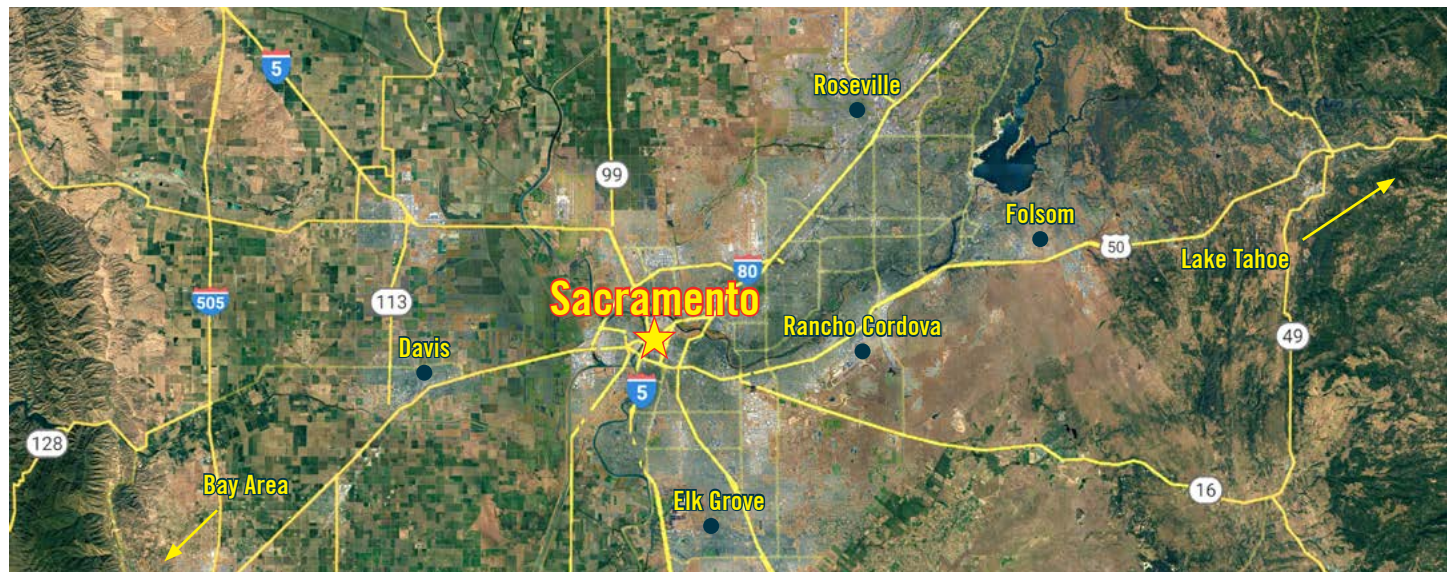 5
Roseville
99
Folsom
50
Lake Tahoe
80
505
113
Sacramento
Rancho Cordova
49
Davis
5
128
Bay Area
16
Elk Grove